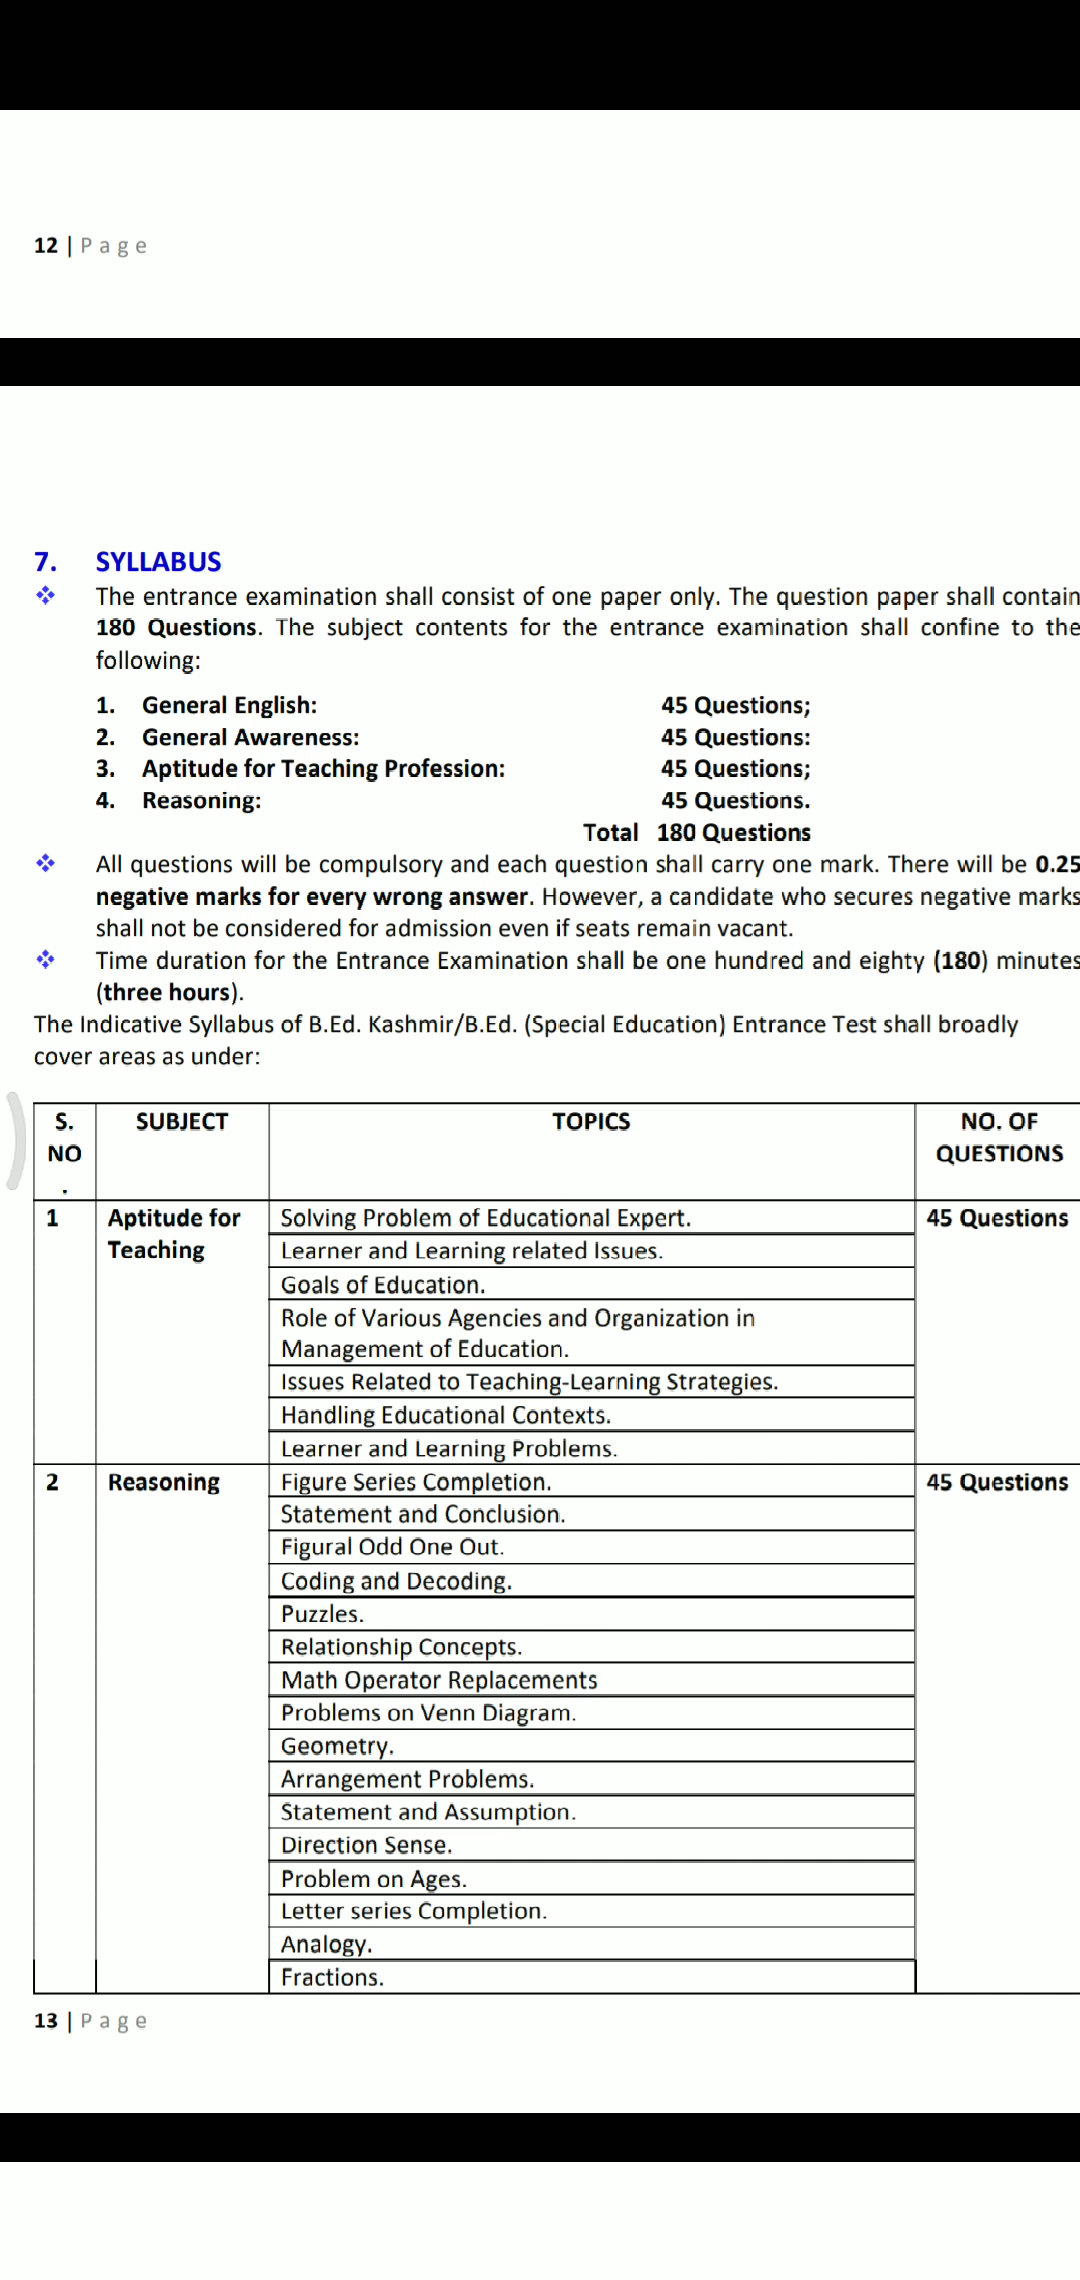 12 | P a g e
7. SYLLABUS
❖ The entrance examination shall consist of one paper only. The question paper shall contain
180 Questions. The subject contents for the entrance examination shall confine to the
following:
1. General English: 45 Questions;
2. General Awareness: 45 Questions:
3. Aptitude for Teaching Profession: 45 Questions;
4. Reasoning: 45 Questions.
Total 180 Questions
❖ All questions will be compulsory and each question shall carry one mark. There will be 0.25
negative marks for every wrong answer. However, a candidate who secures negative marks
shall not be considered for admission even if seats remain vacant.
❖ Time duration for the Entrance Examination shall be one hundred and eighty (180) minutes
(three hours).
The Indicative Syllabus of B.Ed. Kashmir/B.Ed. (Special Education) Entrance Test shall broadly
cover areas as under:
S. SUBJECT TOPICS NO. OF
NO QUESTIONS
.
1 Aptitude for Solving Problem of Educational Expert. 45 Questions
Teaching Learner and Learning related Issues.
Goals of Education.
Role of Various Agencies and Organization in
Management of Education.
Issues Related to Teaching-Learning Strategies.
Handling Educational Contexts.
Learner and Learning Problems.
2 Reasoning Figure Series Completion. 45 Questions
Statement and Conclusion.
Figural Odd One Out.
Coding and Decoding.
Puzzles.
Relationship Concepts.
Math Operator Replacements
Problems on Venn Diagram.
Geometry.
Arrangement Problems.
Statement and Assumption.
Direction Sense.
Problem on Ages.
Letter series Completion.
Analogy.
Fractions.
13 | P a g e